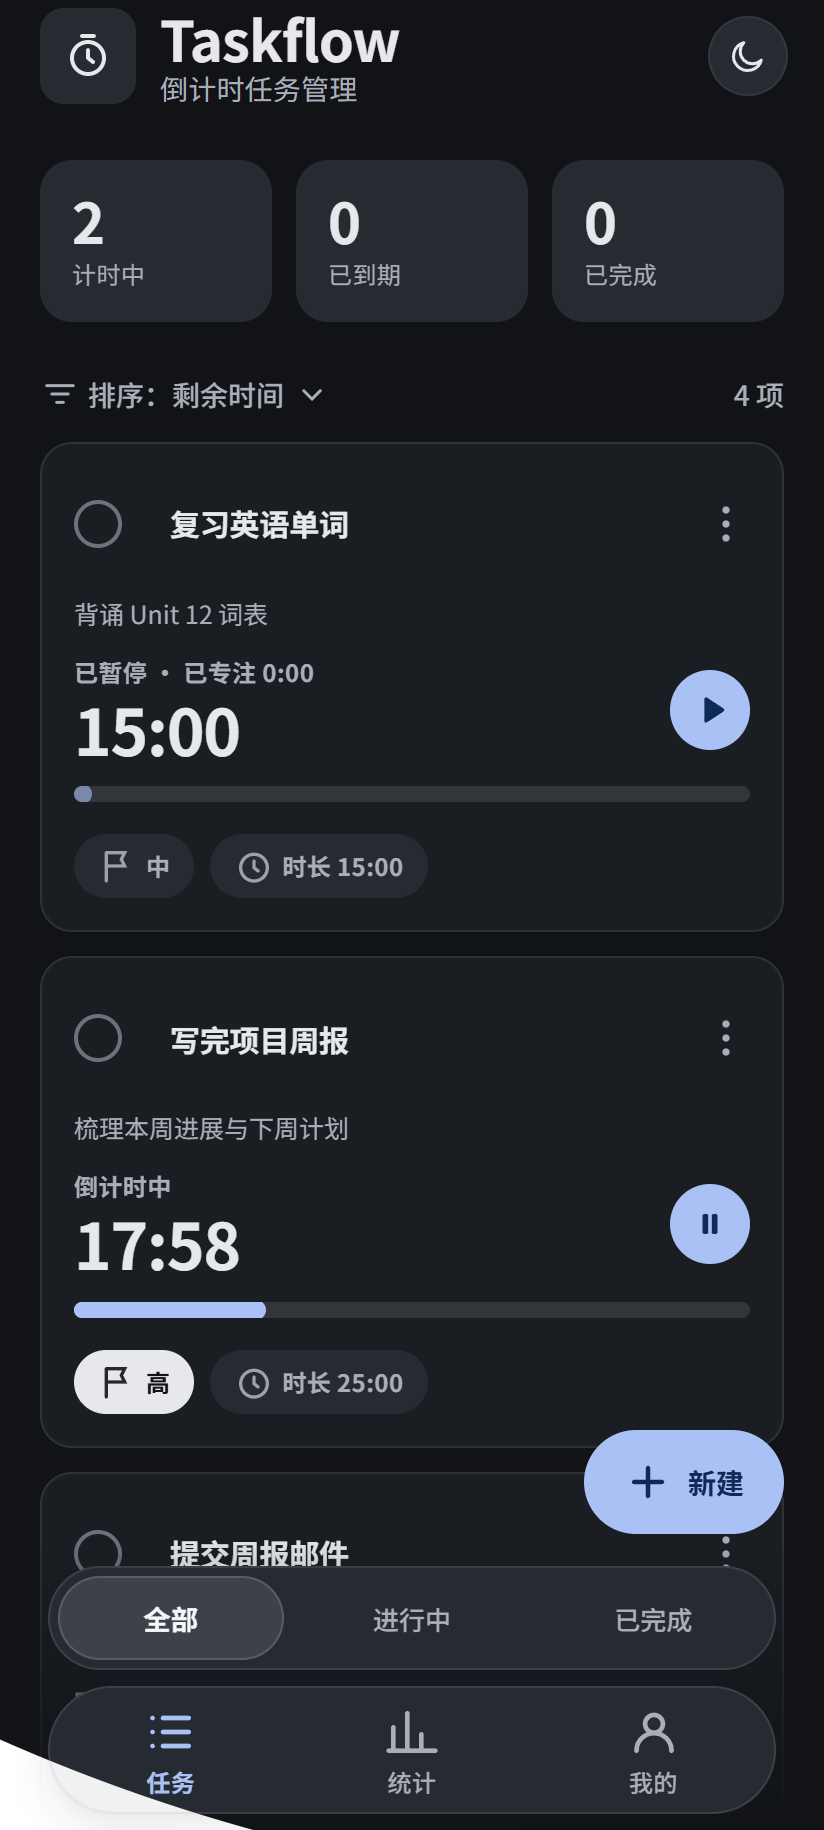 Taskflow
倒计时任务管理
2
计时中
0
已到期
0
已完成
排序：剩余时间
4 项
复习英语单词
背诵 Unit 12 词表
已暂停 · 已专注 0:00
15:00
中
时长 15:00
写完项目周报
梳理本周进展与下周计划
倒计时中
17:58
高
时长 25:00
新建
提交周报邮件
全部
进行中
已完成
任务
统计
我的